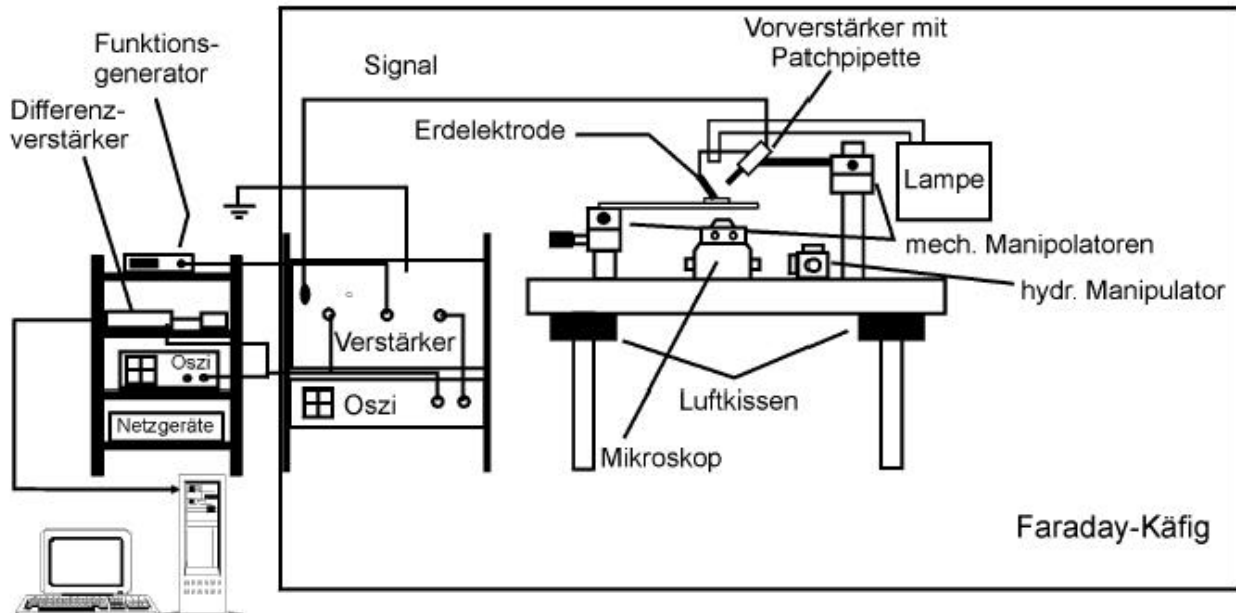 Funktions-
generator
Differenz-
verstärker
Signal
Vorverstärker mit
Patchpipette
Erdelektrode
Lampe
mech. Manipolatoren
hydr. Manipulator
Verstärker
Oszi
Oszi
Netzgeräte
Luftkissen
Mikroskop
Faraday-Käfig